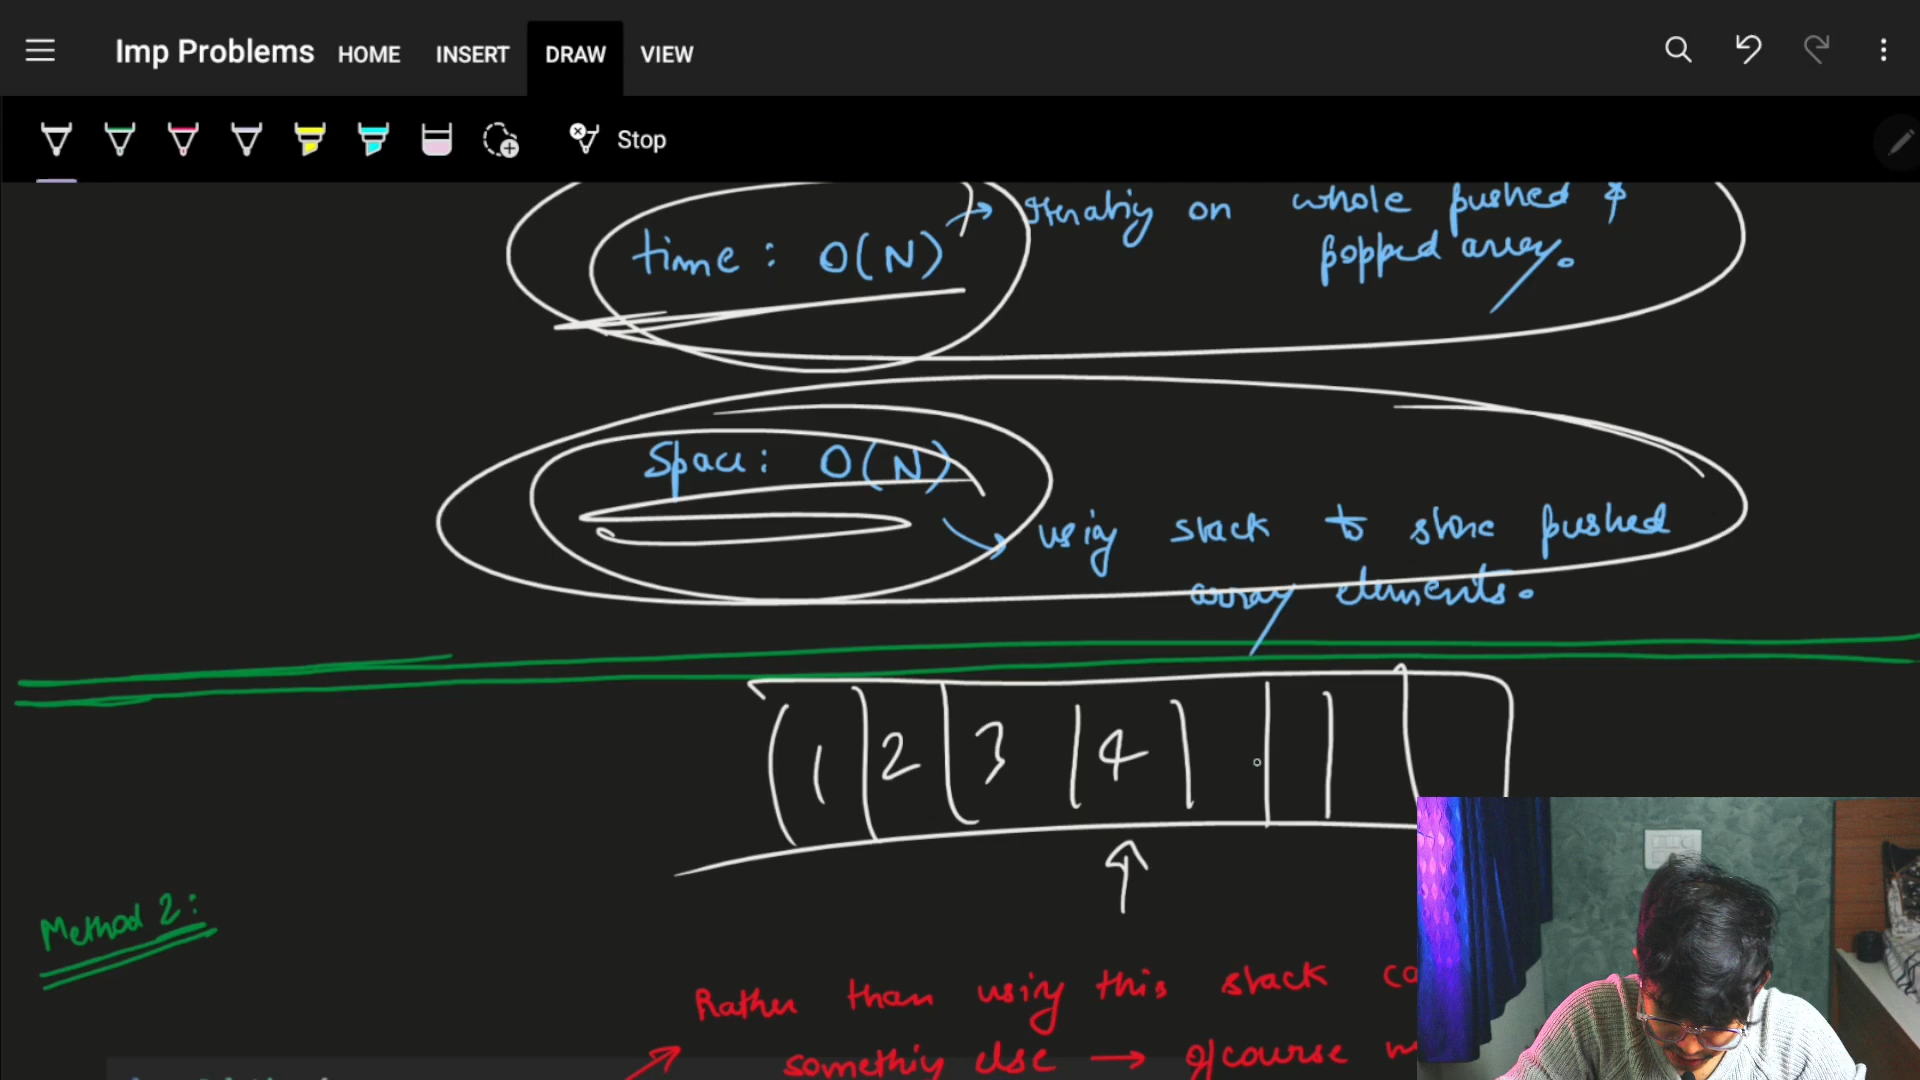 Imp Problems HOME INSERT DRAW VIEW
Stop
time: O(N) → Iterating on whole pushed &
popped array.
Space: O(N)
→ using stack to store pushed
array elements.
1 2 3 4
Method 2:
Rather than using this stack
something else → ofcourse